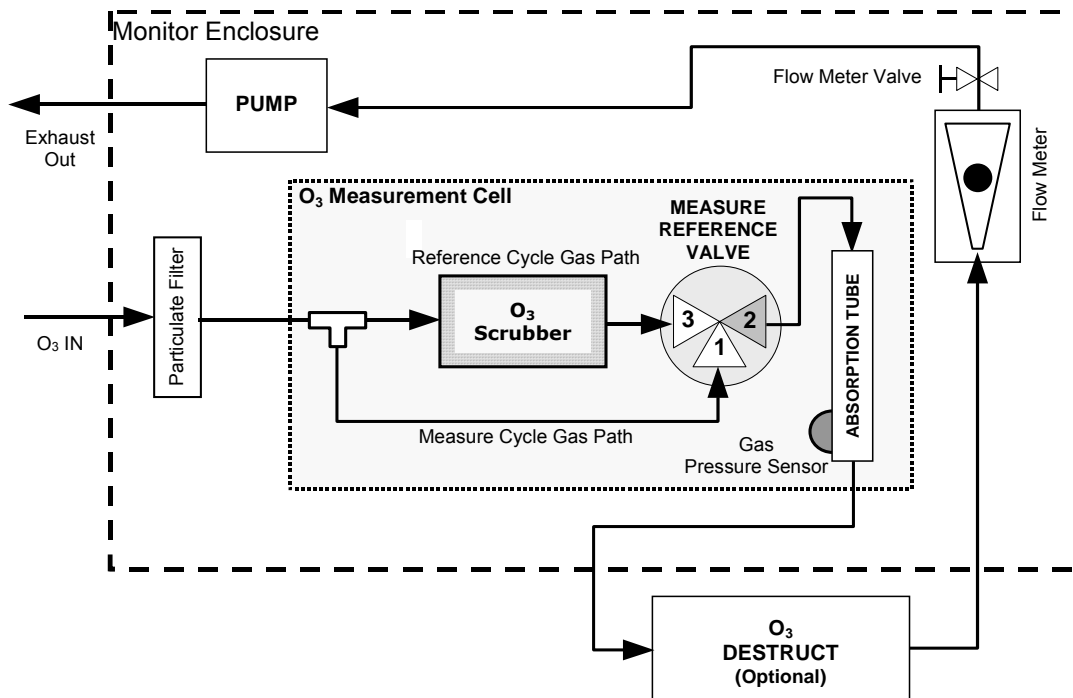 Monitor Enclosure
PUMP
Exhaust
Out
Flow Meter Valve
Flow Meter
O₃ Measurement Cell
MEASURE
REFERENCE
VALVE
Reference Cycle Gas Path
O₃
Scrubber
3
2
1
Particulate Filter
O₃ IN
Measure Cycle Gas Path
ABSORPTION TUBE
Gas
Pressure Sensor
O₃
DESTRUCT
(Optional)